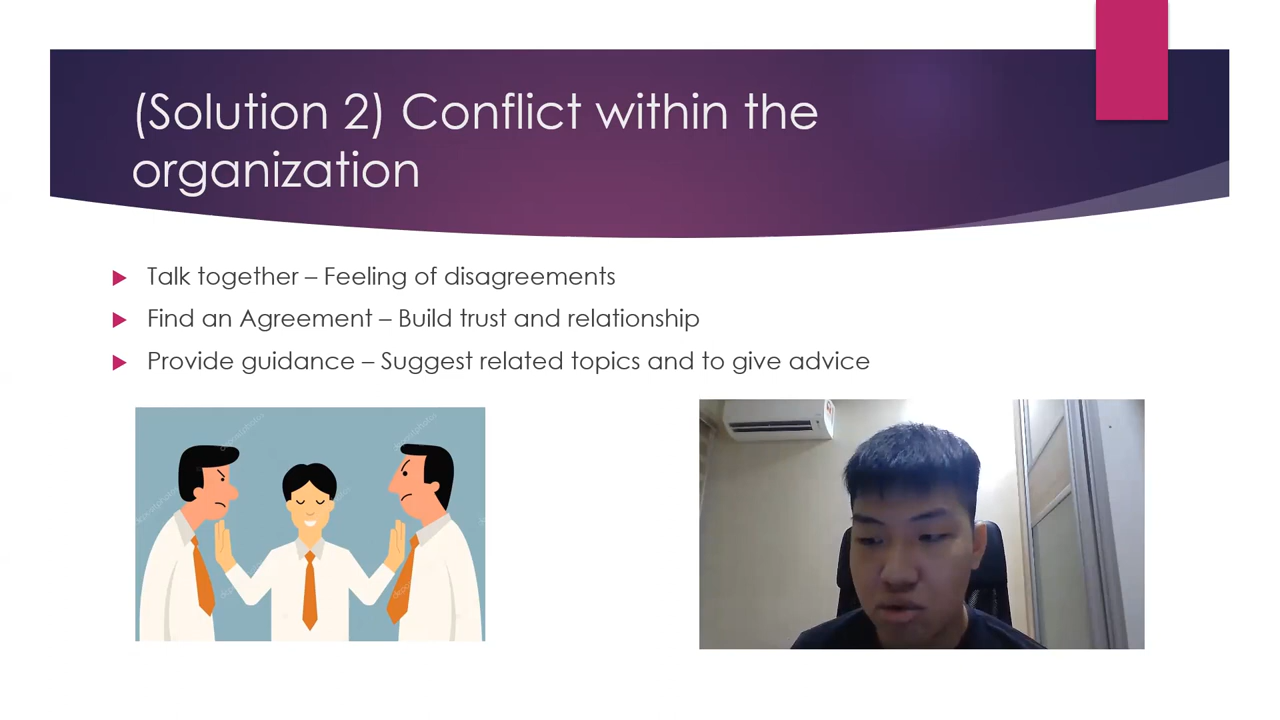 (Solution 2) Conflict within the
organization
Talk together – Feeling of disagreements
Find an Agreement – Build trust and relationship
Provide guidance – Suggest related topics and to give advice